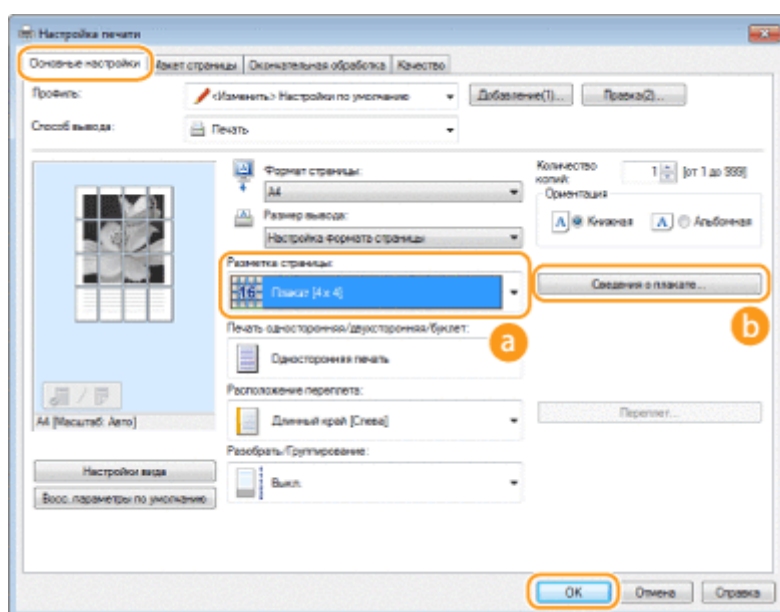 Настройка печати
Основные настройки Макет страницы Окончательная обработка Качество
Профиль: <Изменить> Настройки по умолчанию Добавление(1)... Правка(2)...
Способ вывода: Печать
Формат страницы:
A4
Размер вывода:
Настройка формата страницы
Количество копий: 1 [от 1 до 999]
Ориентация
A Книжная A Альбомная
Разметка страницы:
16 Плакат [4 x 4]
a
Сведения о плакате...
b
Печать односторонняя/двухсторонняя/буклет:
Односторонняя печать
A4 [Масштаб: Авто]
Расположение переплета:
Длинный край [Слева]
Переплет...
Разобрать/Группирование:
Выкл.
Настройки вида
Восс. параметры по умолчанию
OK Отмена Справка